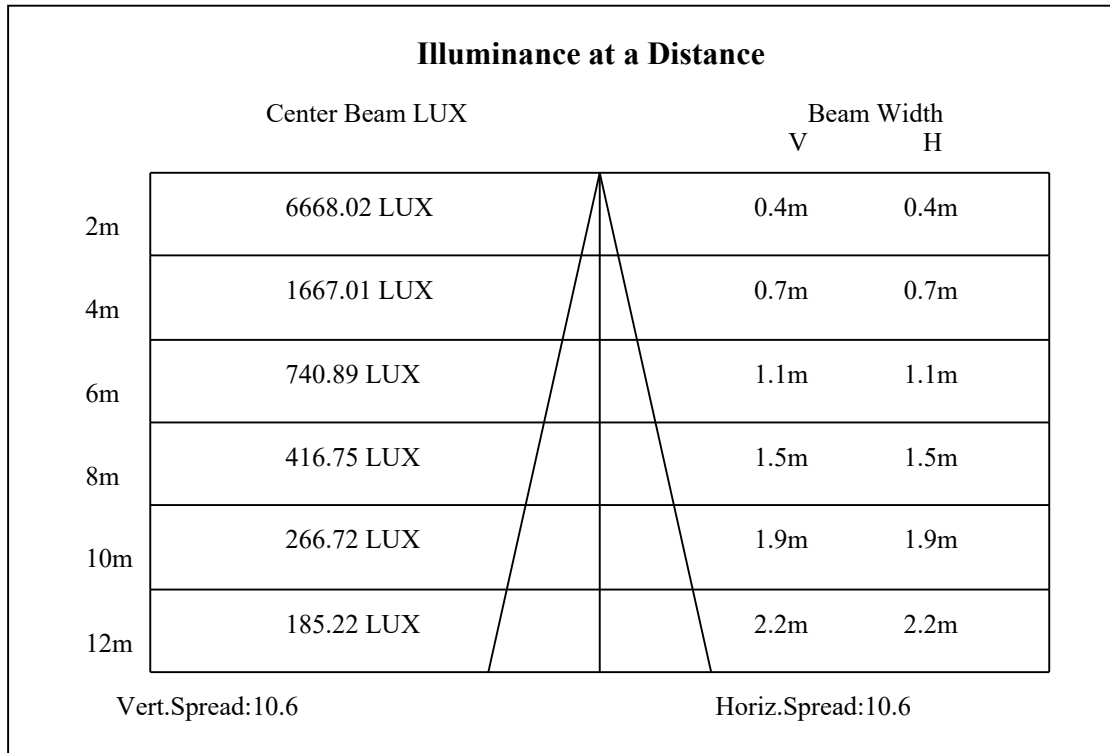 Illuminance at a Distance
Center Beam LUX Beam Width
V H
2m 6668.02 LUX 0.4m 0.4m
4m 1667.01 LUX 0.7m 0.7m
6m 740.89 LUX 1.1m 1.1m
8m 416.75 LUX 1.5m 1.5m
10m 266.72 LUX 1.9m 1.9m
12m 185.22 LUX 2.2m 2.2m
Vert.Spread:10.6 Horiz.Spread:10.6